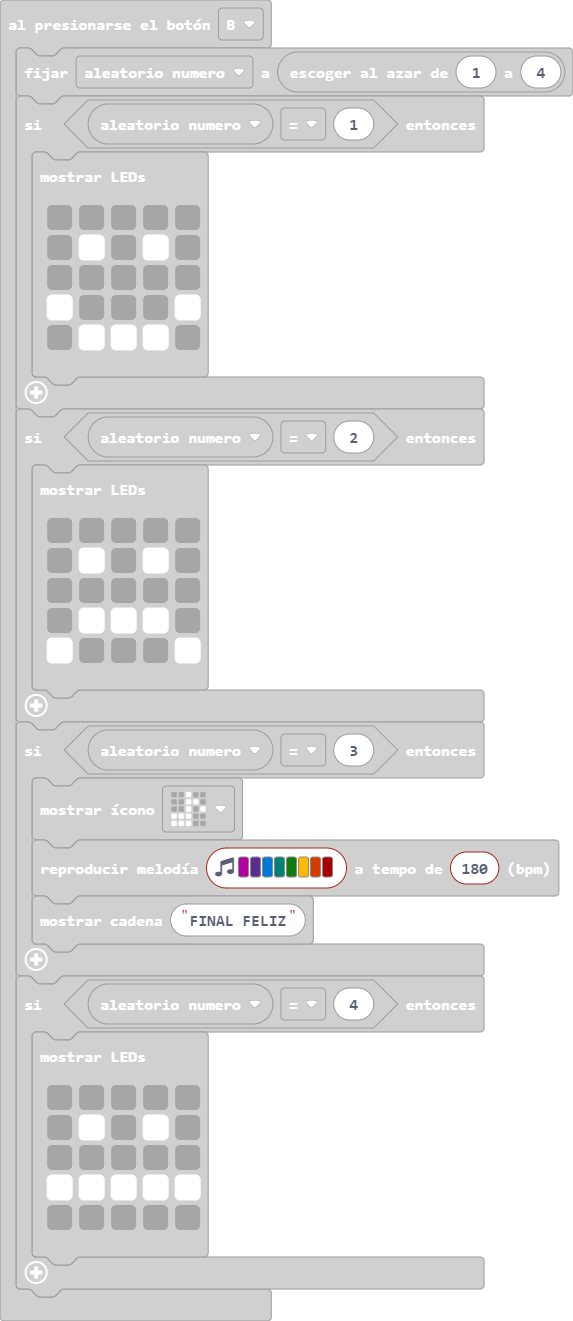 al presionarse el botón B
fijar aleatorio numero a escoger al azar de 1 a 4
si aleatorio numero = 1 entonces
mostrar LEDs
si aleatorio numero = 2 entonces
mostrar LEDs
si aleatorio numero = 3 entonces
mostrar ícono
reproducir melodía a tempo de 180 (bpm)
mostrar cadena "FINAL FELIZ"
si aleatorio numero = 4 entonces
mostrar LEDs